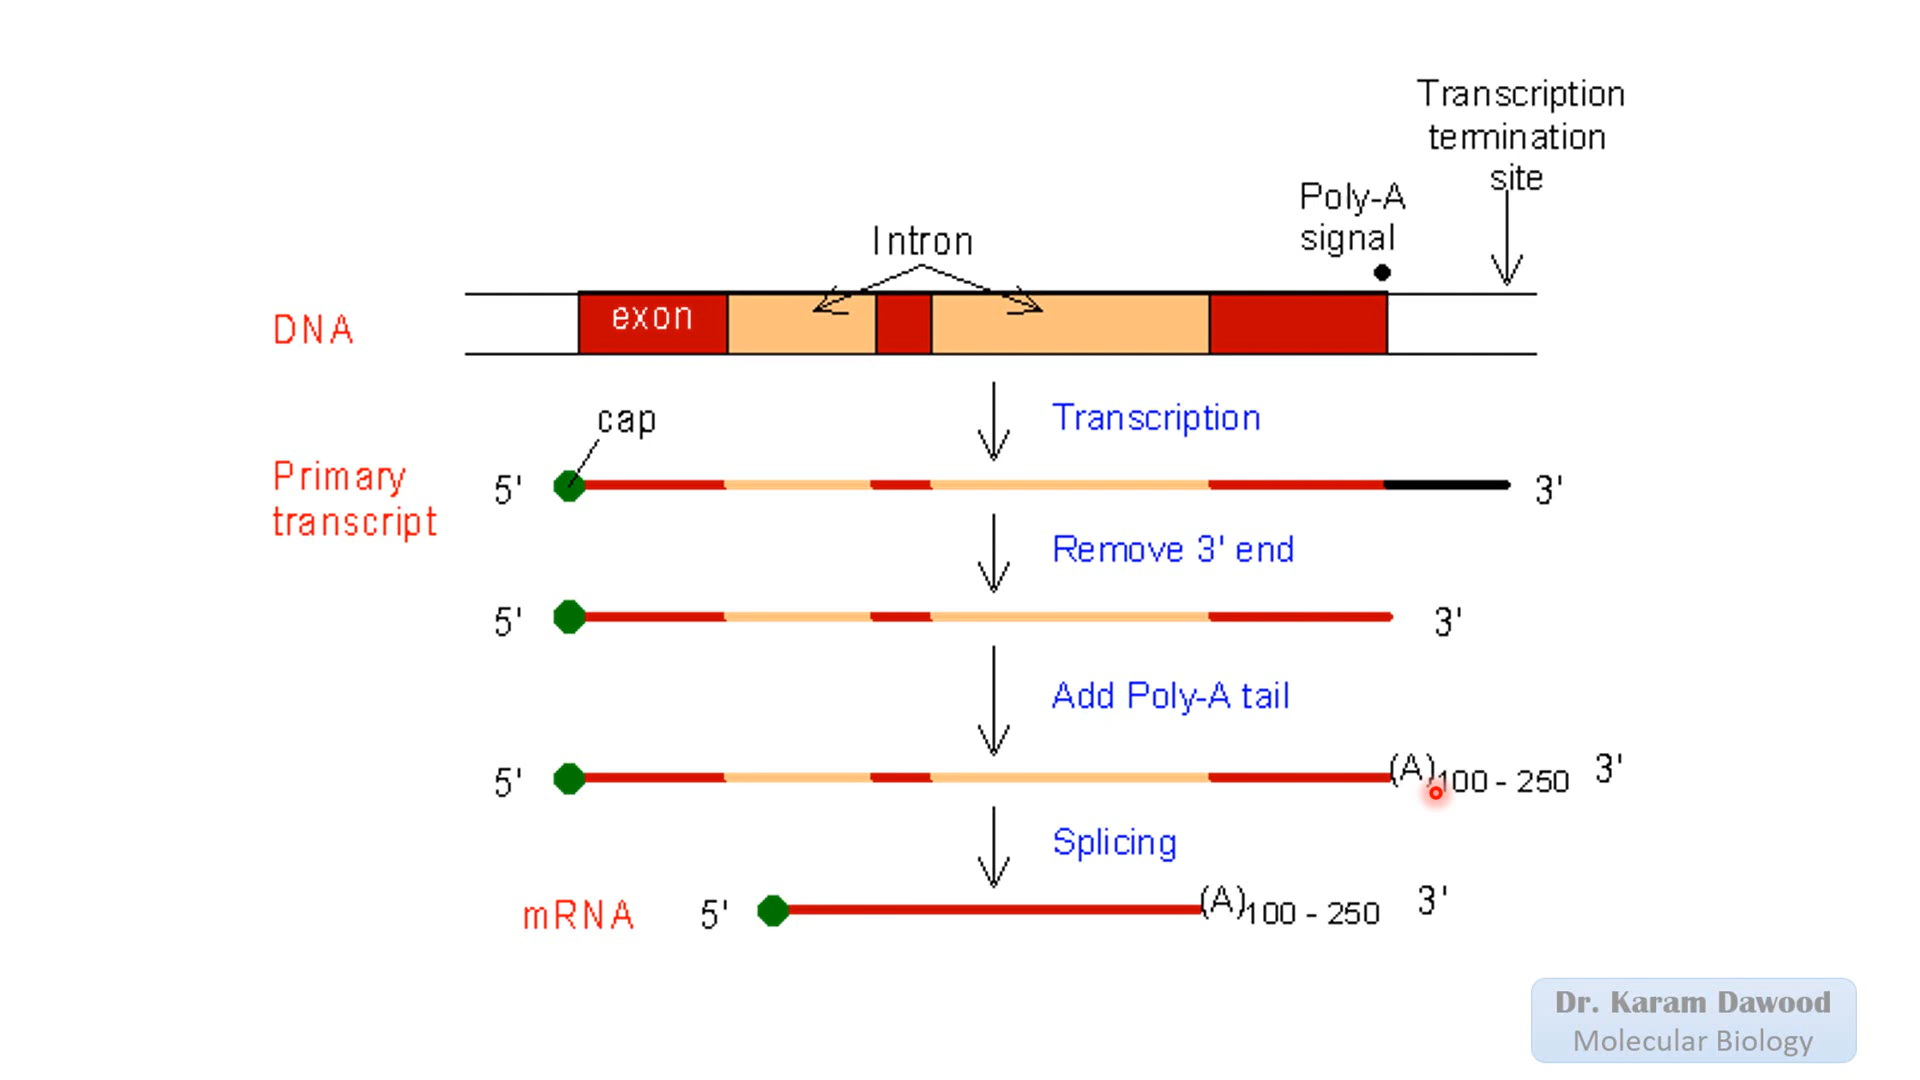 Transcription
termination
site
Poly-A
signal
Intron
DNA
exon
cap
Transcription
Primary
transcript
5'
3'
Remove 3' end
5'
3'
Add Poly-A tail
5'
(A)100 - 250
3'
Splicing
mRNA
5'
(A)100 - 250
3'
Dr. Karam Dawood
Molecular Biology